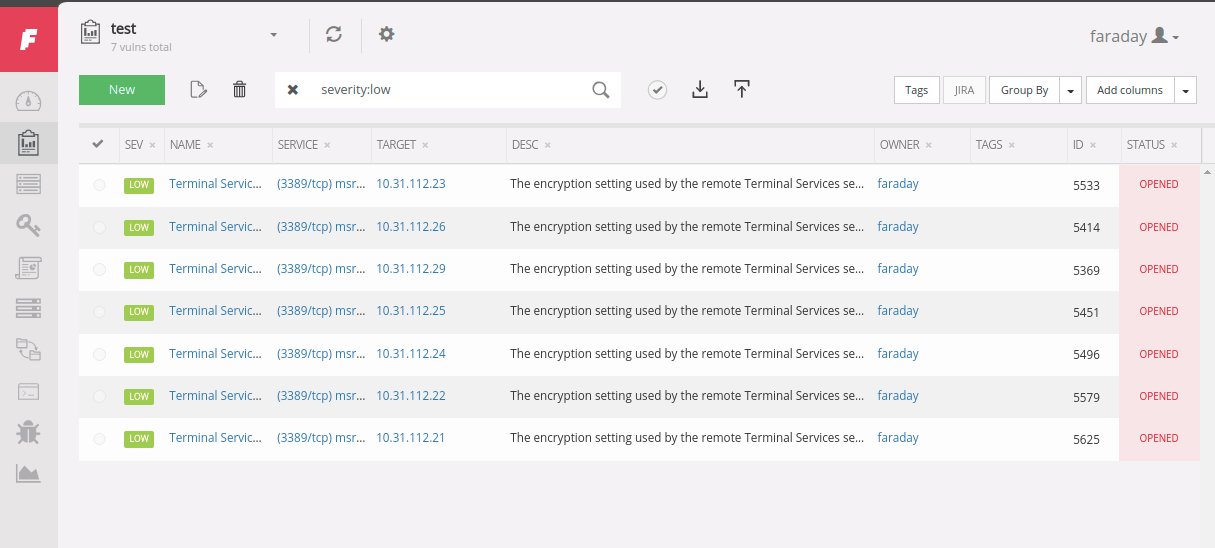 test
7 vulns total
faraday
New
severity:low
Tags JIRA Group By Add columns
SEV NAME SERVICE TARGET DESC OWNER TAGS ID STATUS
LOW Terminal Servic... (3389/tcp) msr... 10.31.112.23 The encryption setting used by the remote Terminal Services se... faraday 5533 OPENED
LOW Terminal Servic... (3389/tcp) msr... 10.31.112.26 The encryption setting used by the remote Terminal Services se... faraday 5414 OPENED
LOW Terminal Servic... (3389/tcp) msr... 10.31.112.29 The encryption setting used by the remote Terminal Services se... faraday 5369 OPENED
LOW Terminal Servic... (3389/tcp) msr... 10.31.112.25 The encryption setting used by the remote Terminal Services se... faraday 5451 OPENED
LOW Terminal Servic... (3389/tcp) msr... 10.31.112.24 The encryption setting used by the remote Terminal Services se... faraday 5496 OPENED
LOW Terminal Servic... (3389/tcp) msr... 10.31.112.22 The encryption setting used by the remote Terminal Services se... faraday 5579 OPENED
LOW Terminal Servic... (3389/tcp) msr... 10.31.112.21 The encryption setting used by the remote Terminal Services se... faraday 5625 OPENED